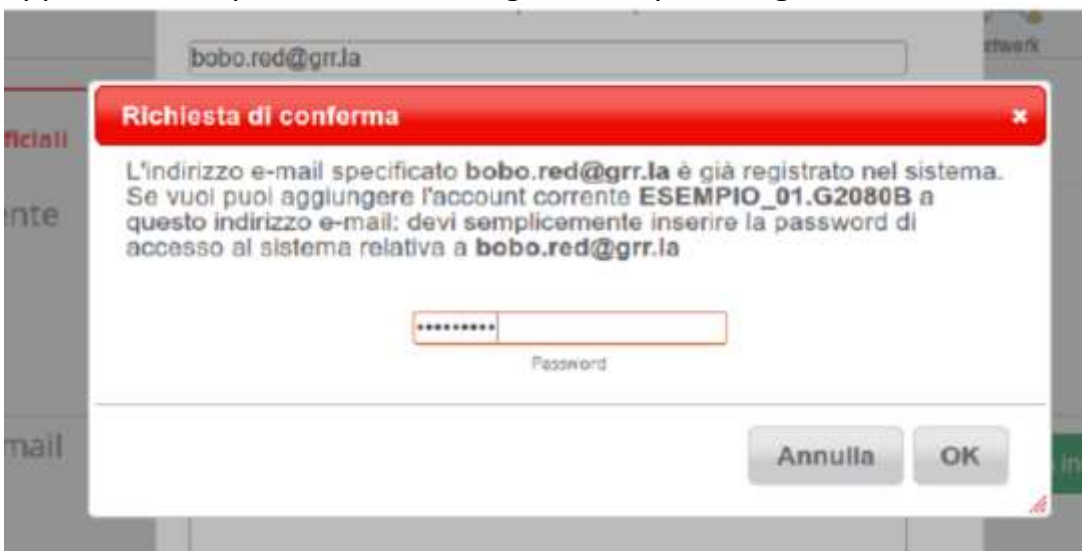 bobo.red@grr.la
Richiesta di conferma
L'indirizzo e-mail specificato bobo.red@grr.la è già registrato nel sistema.
Se vuoi puoi aggiungere l'account corrente ESEMPIO_01.G2080B a
questo indirizzo e-mail: devi semplicemente inserire la password di
accesso al sistema relativa a bobo.red@grr.la
Password
Annulla OK
mail